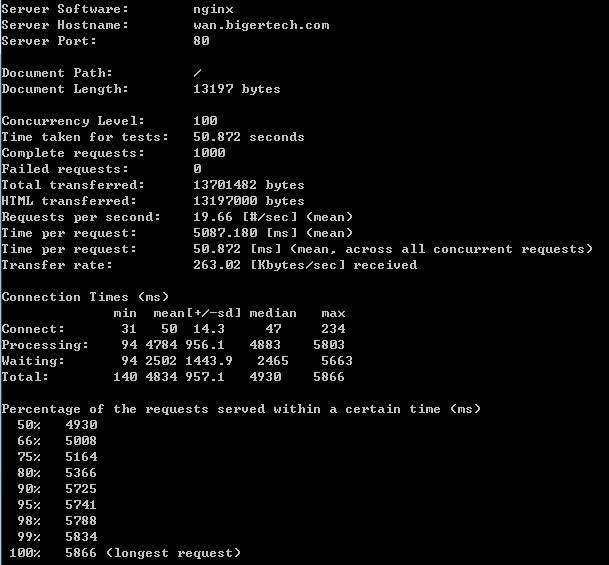 Server Software:        nginx
Server Hostname:        wan.bigertech.com
Server Port:            80
Document Path:          /
Document Length:        13197 bytes
Concurrency Level:      100
Time taken for tests:   50.872 seconds
Complete requests:      1000
Failed requests:        0
Total transferred:      13701482 bytes
HTML transferred:       13197000 bytes
Requests per second:    19.66 [#/sec] (mean)
Time per request:       5087.180 [ms] (mean)
Time per request:       50.872 [ms] (mean, across all concurrent requests)
Transfer rate:          263.02 [Kbytes/sec] received
Connection Times (ms)
              min  mean[+/-sd] median   max
Connect:       31   50  14.3     47     234
Processing:    94 4784 956.1   4883    5803
Waiting:       94 2502 1443.9   2465    5663
Total:        140 4834 957.1   4930    5866
Percentage of the requests served within a certain time (ms)
  50%   4930
  66%   5008
  75%   5164
  80%   5366
  90%   5725
  95%   5741
  98%   5788
  99%   5834
 100%   5866 (longest request)